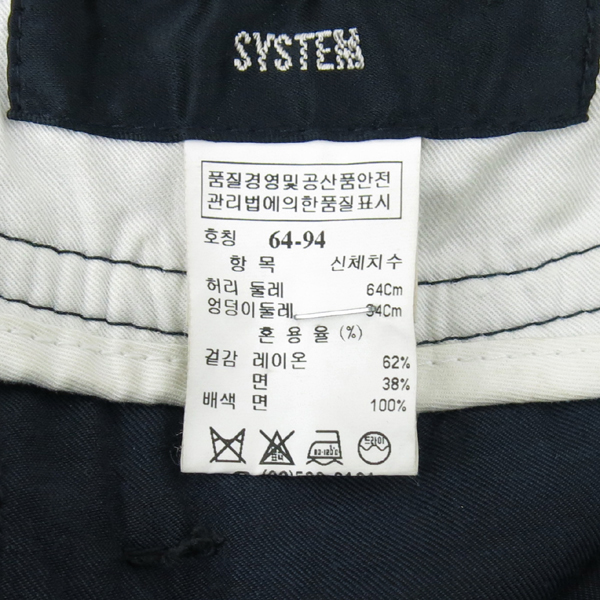 SYSTEM
품질경영및공산품안전
관리법에의한품질표시
호칭 64-94
항 목 신체치수
허리 둘레 64Cm
엉덩이둘레 94Cm
혼 용 율 (%)
겉감 레이온 62%
면 38%
배색 면 100%
드라이